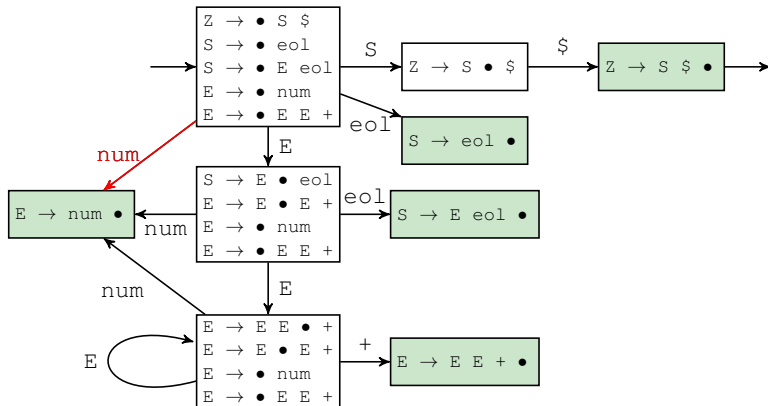 Z → • S $
S → • eol
S → • E eol
E → • num
E → • E E +
S
Z → S • $
$
Z → S $ •
eol
S → eol •
num
E
S → E • eol
E → E • E +
E → • num
E → • E E +
eol
S → E eol •
E → num •
num
num
E
E → E E • +
E → E • E +
E → • num
E → • E E +
E
+
E → E E + •